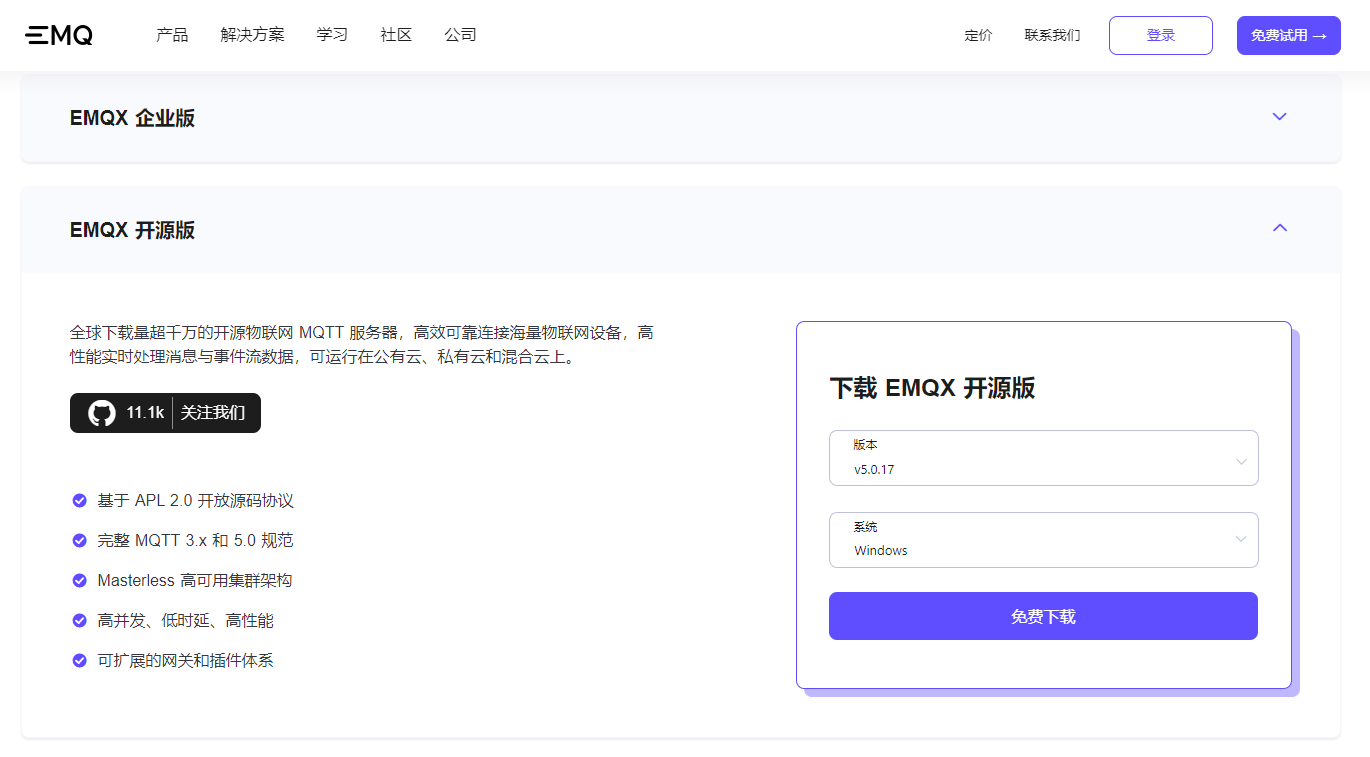 EMQ
产品 解决方案 学习 社区 公司 定价 联系我们 登录 免费试用 →
EMQX 企业版
EMQX 开源版
全球下载量超千万的开源物联网 MQTT 服务器，高效可靠连接海量物联网设备，高
性能实时处理消息与事件流数据，可运行在公有云、私有云和混合云上。
11.1k 关注我们
基于 APL 2.0 开放源码协议
完整 MQTT 3.x 和 5.0 规范
Masterless 高可用集群架构
高并发、低时延、高性能
可扩展的网关和插件体系
下载 EMQX 开源版
版本
v5.0.17
系统
Windows
免费下载